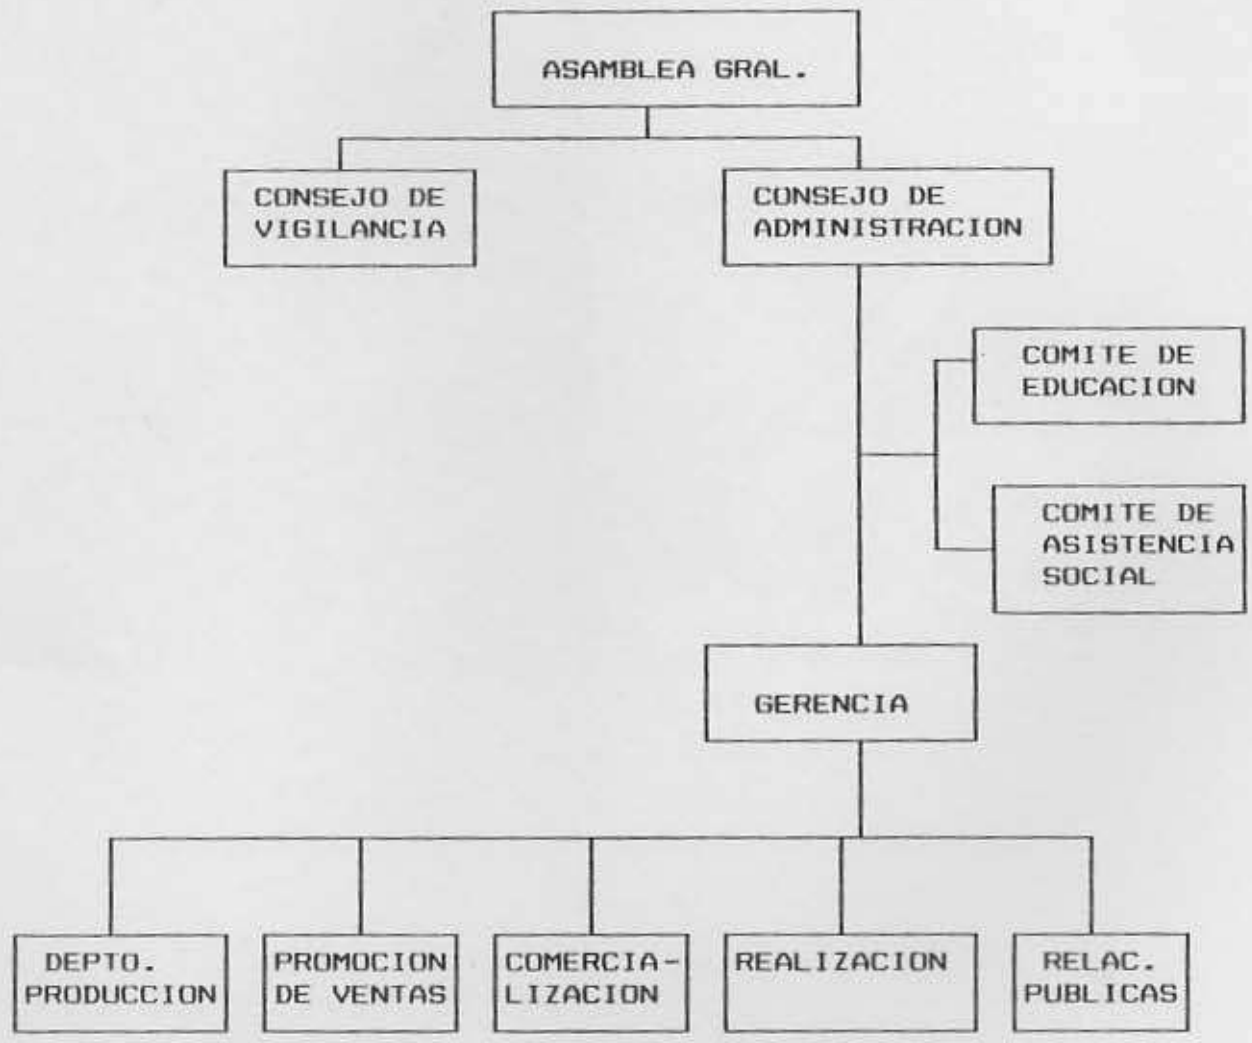 ASAMBLEA GRAL.
CONSEJO DE
VIGILANCIA
CONSEJO DE
ADMINISTRACION
COMITE DE
EDUCACION
COMITE DE
ASISTENCIA
SOCIAL
GERENCIA
DEPTO.
PRODUCCION
PROMOCION
DE VENTAS
COMERCIA-
LIZACION
REALIZACION
RELAC.
PUBLICAS